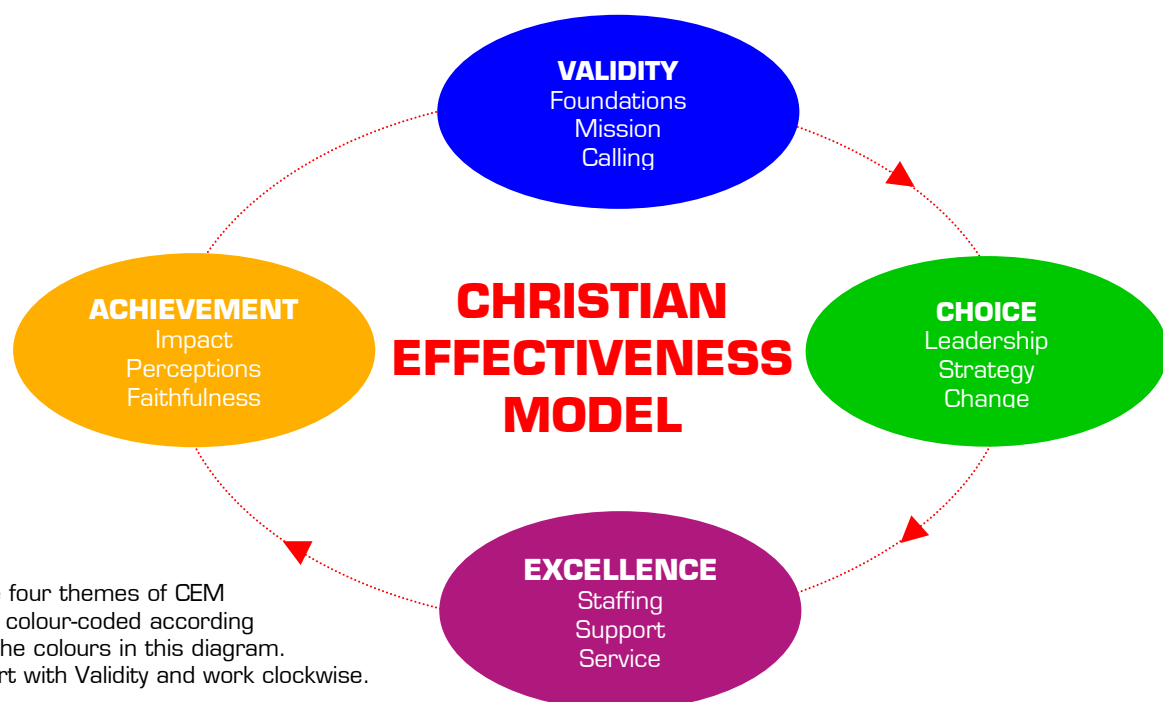 VALIDITY
Foundations
Mission
Calling
ACHIEVEMENT
Impact
Perceptions
Faithfulness
CHRISTIAN
EFFECTIVENESS
MODEL
CHOICE
Leadership
Strategy
Change
EXCELLENCE
Staffing
Support
Service
e four themes of CEM
colour-coded according
he colours in this diagram.
rt with Validity and work clockwise.